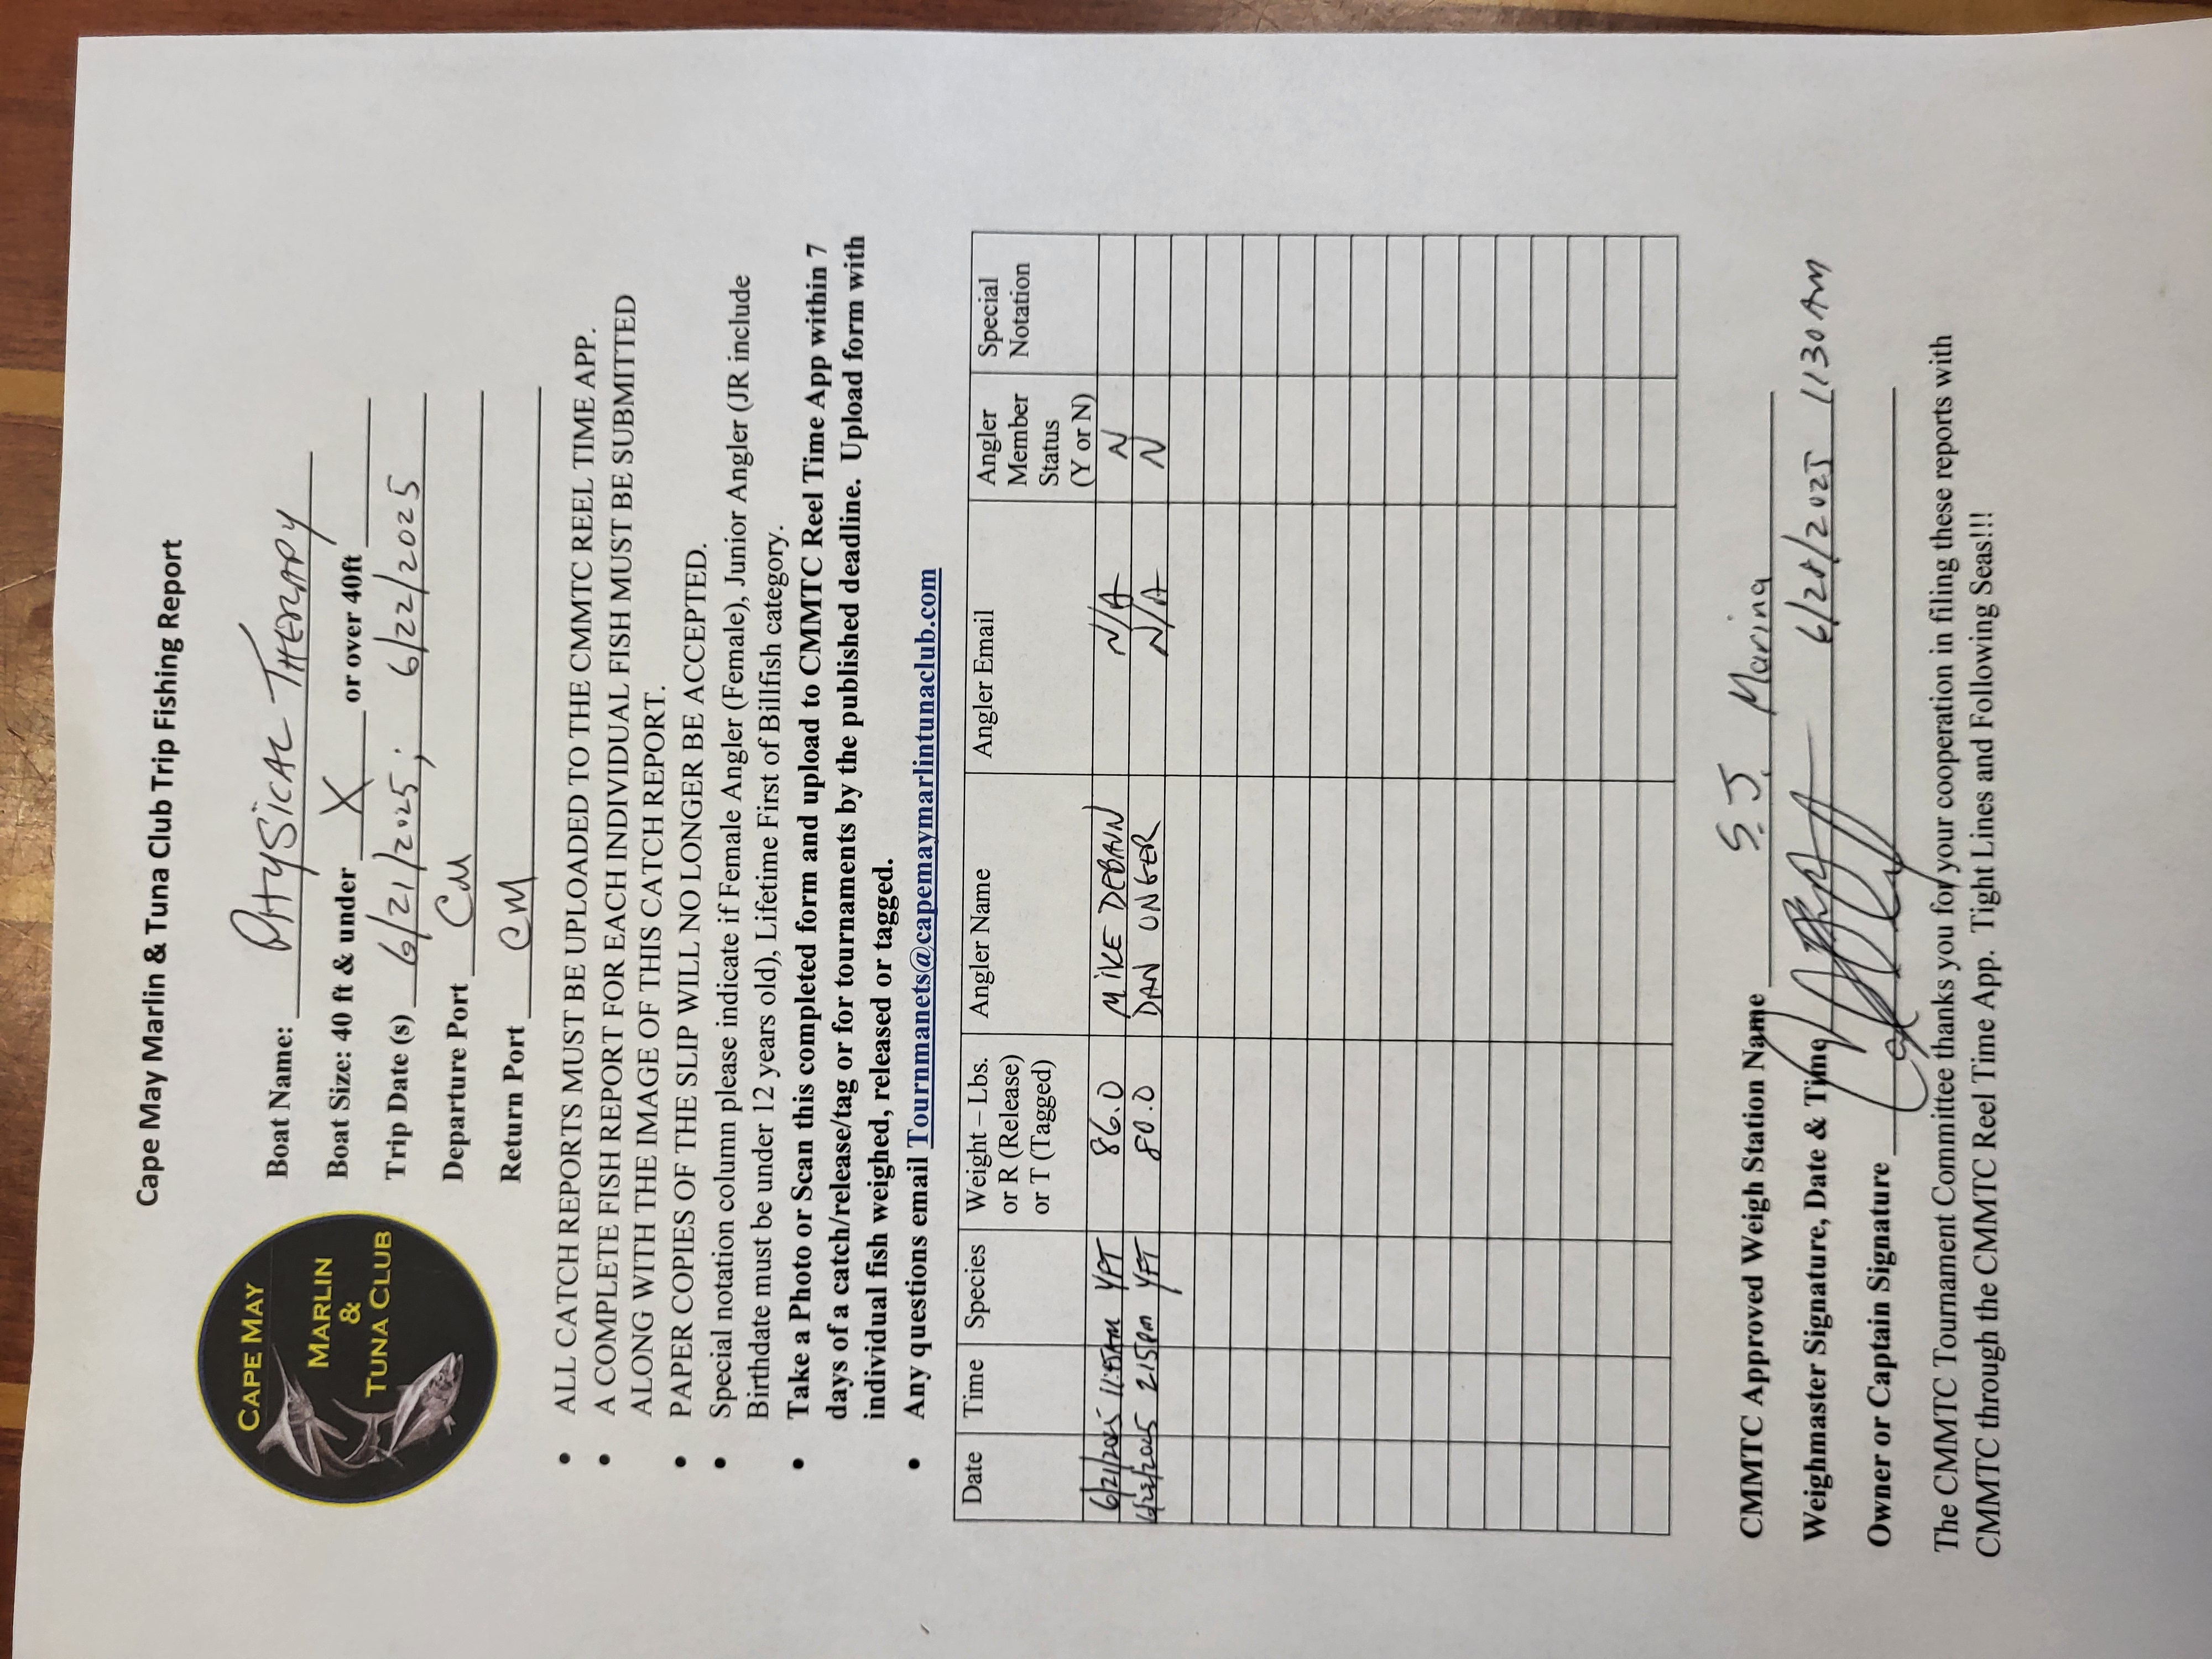 Cape May Marlin & Tuna Club Trip Fishing Report
CAPE MAY
MARLIN
&
TUNA CLUB
Boat Name: PHYSICAL THERAPY
Boat Size: 40 ft & under X or over 40ft
Trip Date (s) 6/21/2025; 6/22/2025
Departure Port CM
Return Port CM
• ALL CATCH REPORTS MUST BE UPLOADED TO THE CMMTC REEL TIME APP.
• A COMPLETE FISH REPORT FOR EACH INDIVIDUAL FISH MUST BE SUBMITTED
ALONG WITH THE IMAGE OF THIS CATCH REPORT.
• PAPER COPIES OF THE SLIP WILL NO LONGER BE ACCEPTED.
• Special notation column please indicate if Female Angler (Female), Junior Angler (JR include
Birthdate must be under 12 years old), Lifetime First of Billfish category.
• Take a Photo or Scan this completed form and upload to CMMTC Reel Time App within 7
days of a catch/release/tag or for tournaments by the published deadline. Upload form with
individual fish weighed, released or tagged.
• Any questions email Tournmanets@capemaymarlintunaclub.com
Date Time Species Weight – Lbs. or R (Release) or T (Tagged) Angler Name Angler Email Angler Member Status (Y or N) Special Notation
6/21/2025 YFT 86.0 MIKE DEBAUN N/A N
6/22/2025 215PM YFT 80.0 DAN UNGER N/A N
CMMTC Approved Weigh Station Name S. J. Marina
Weighmaster Signature, Date & Time 6/28/2025 1130 AM
Owner or Captain Signature
The CMMTC Tournament Committee thanks you for your cooperation in filing these reports with
CMMTC through the CMMTC Reel Time App. Tight Lines and Following Seas!!!